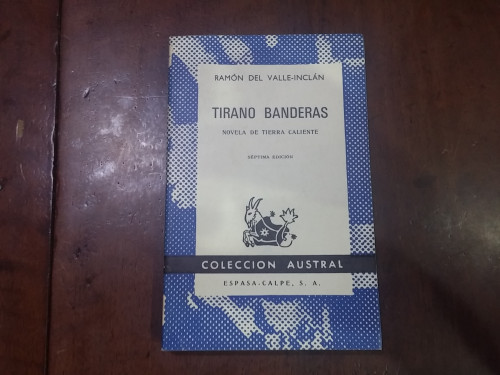 RAMÓN DEL VALLE-INCLÁN
TIRANO BANDERAS
NOVELA DE TIERRA CALIENTE
SÉPTIMA EDICIÓN
COLECCION AUSTRAL
ESPASA-CALPE, S. A.